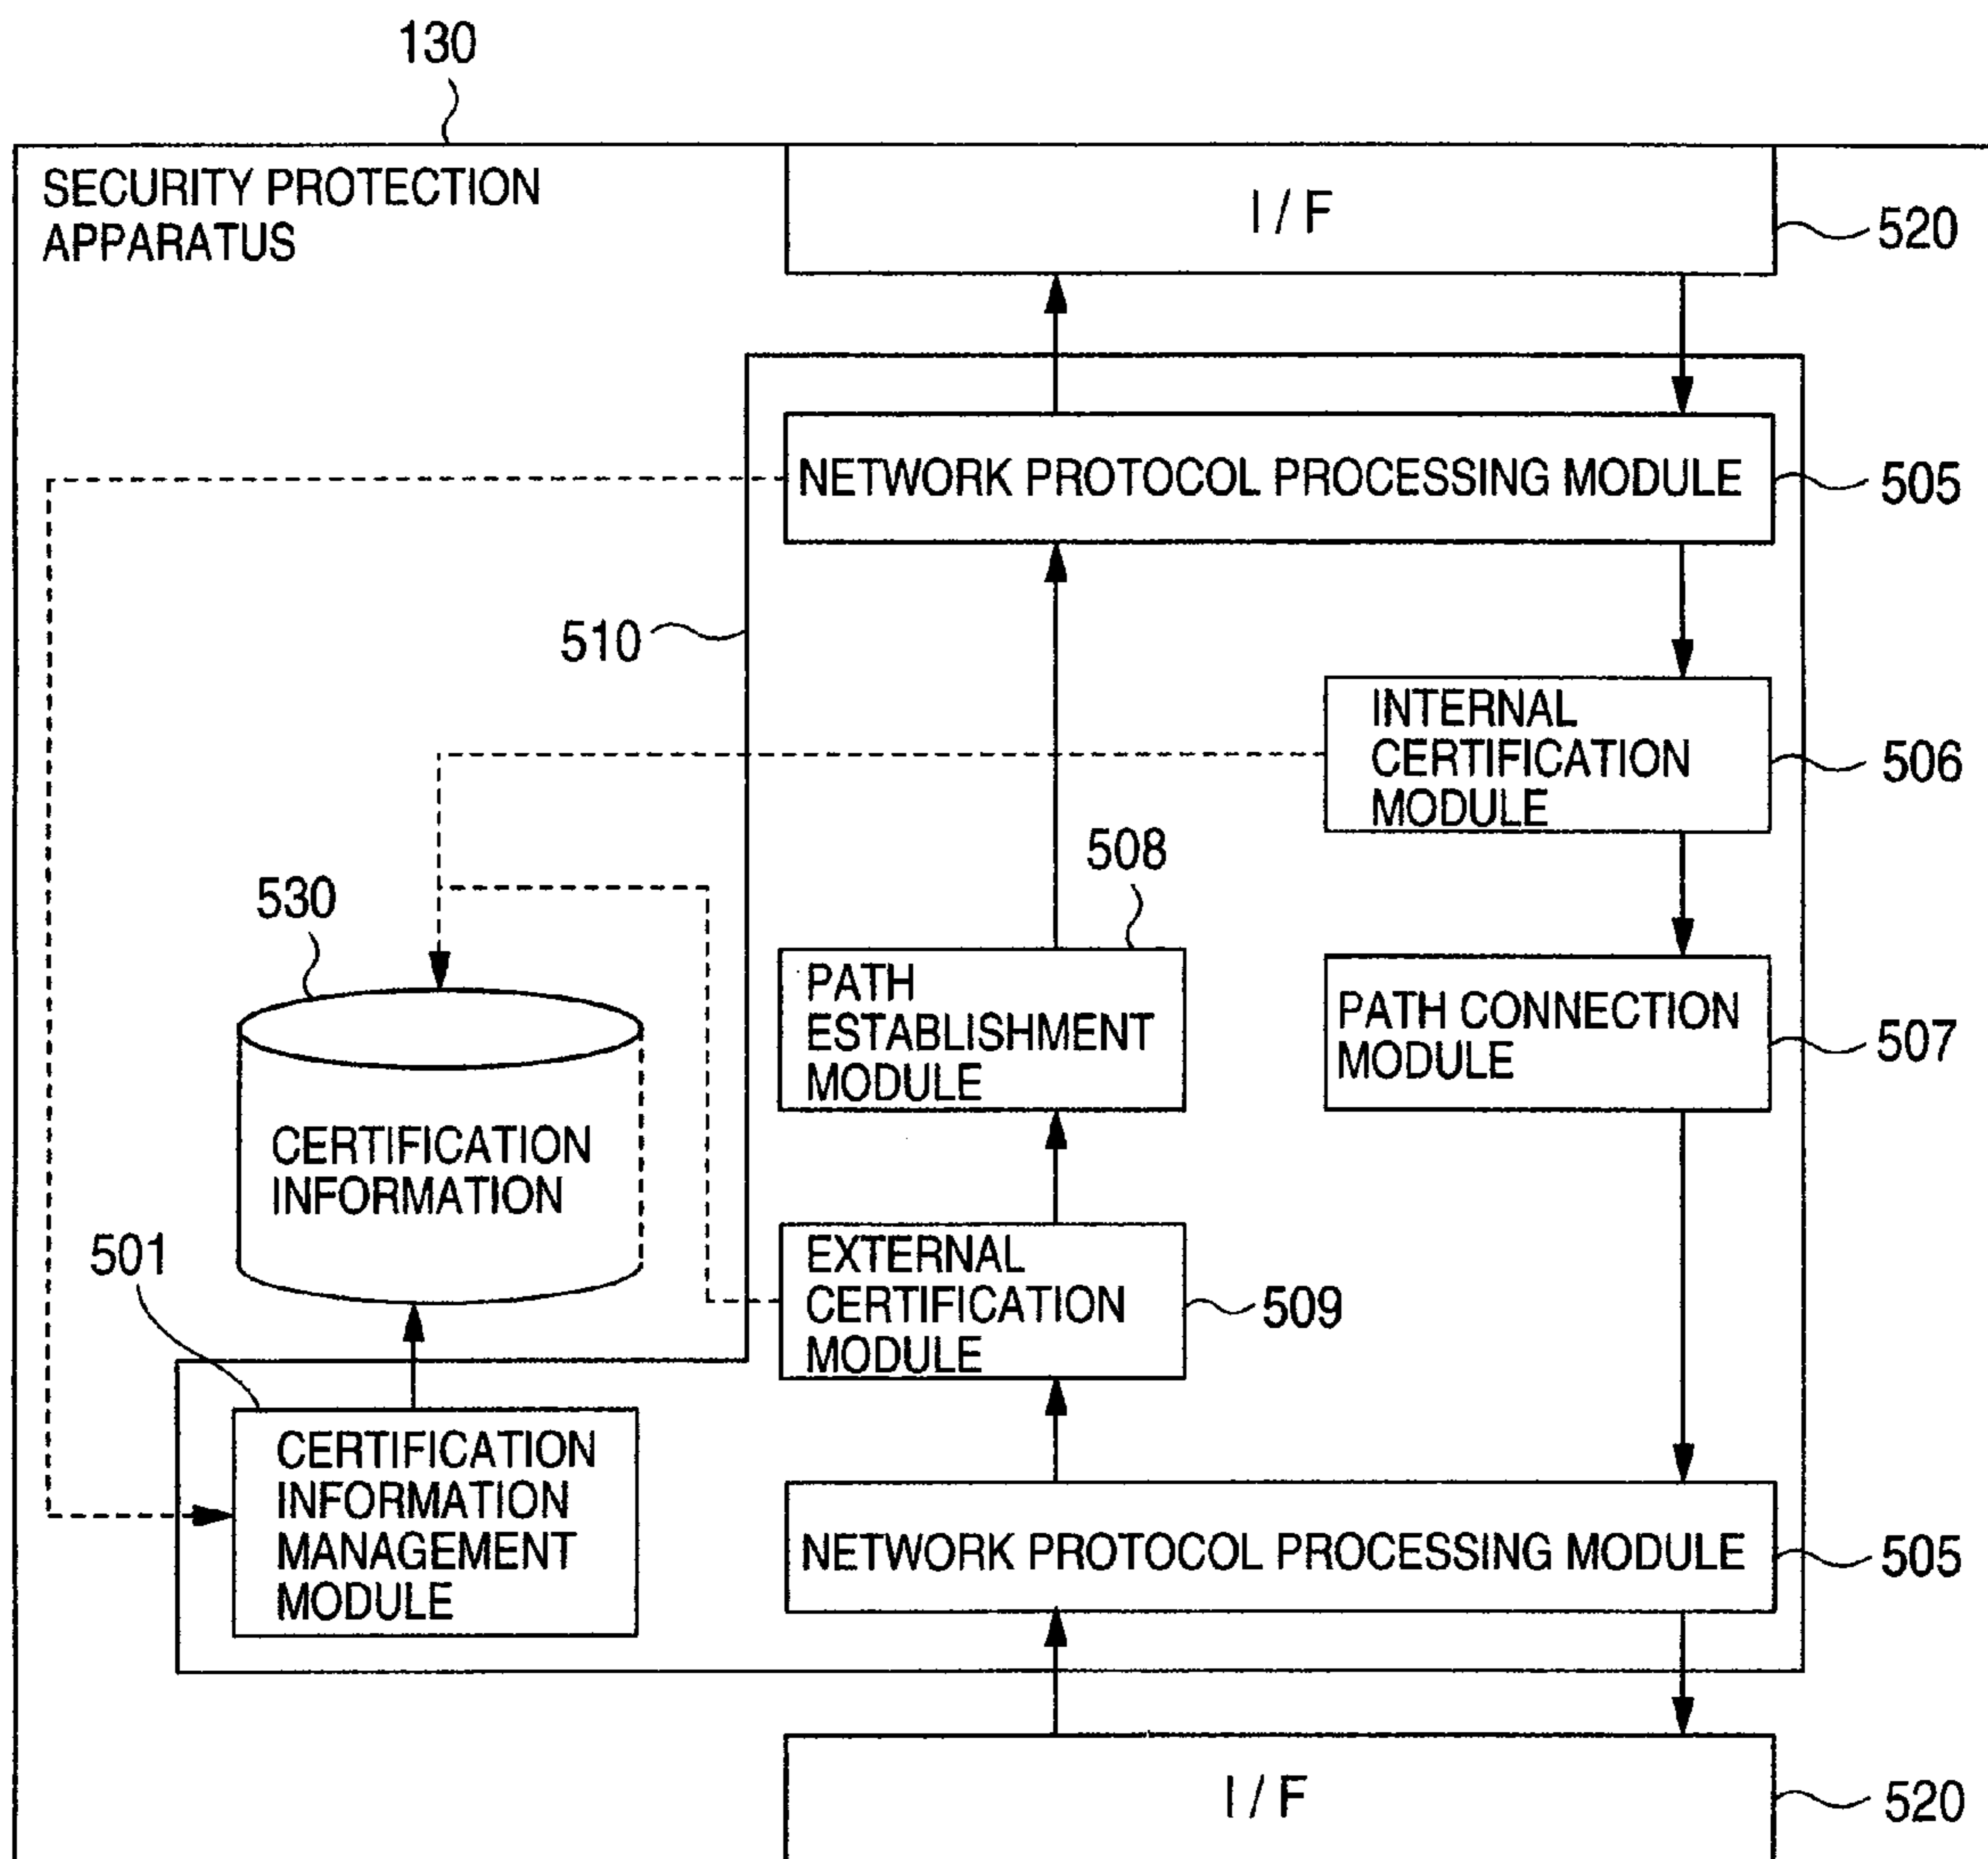 130
SECURITY PROTECTION
APPARATUS
I / F
520
NETWORK PROTOCOL PROCESSING MODULE
505
510
INTERNAL
CERTIFICATION
MODULE
506
508
530
PATH
ESTABLISHMENT
MODULE
PATH CONNECTION
MODULE
507
CERTIFICATION
INFORMATION
501
EXTERNAL
CERTIFICATION
MODULE
509
CERTIFICATION
INFORMATION
MANAGEMENT
MODULE
NETWORK PROTOCOL PROCESSING MODULE
505
I / F
520